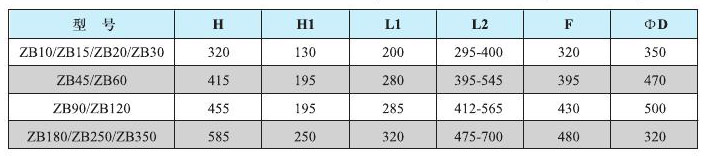 型 号 H H1 L1 L2 F ΦD
ZB10/ZB15/ZB20/ZB30 320 130 200 295-400 320 350
ZB45/ZB60 415 195 280 395-545 395 470
ZB90/ZB120 455 195 285 412-565 430 500
ZB180/ZB250/ZB350 585 250 320 475-700 480 320